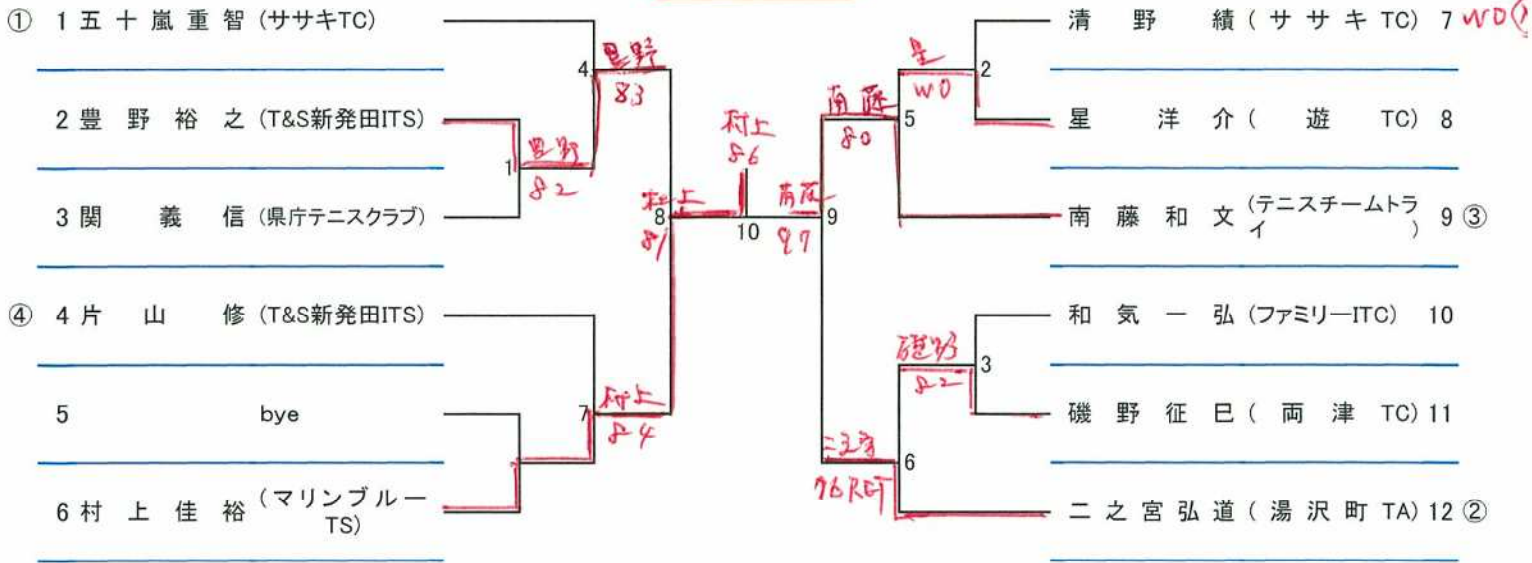 ① 1 五十嵐重智 (ササキTC)
2 豊野裕之 (T&S新発田ITS)
3 関義信 (県庁テニスクラブ)
④ 4 片山修 (T&S新発田ITS)
5 bye
6 村上佳裕 (マリンブルーTS)
1
豊野
82
4
豊野
83
7
村上
84
8
村上
81
10
村上
86
9
南藤
97
5
南藤
80
2
星
WO
3
磯野
82
6
二之宮
76 RET
清野績 (ササキTC) 7 WO
星洋介 (遊TC) 8
南藤和文 (テニスチームトライ) 9 ③
和気一弘 (ファミリーITC) 10
磯野征巳 (両津TC) 11
二之宮弘道 (湯沢町TA) 12 ②